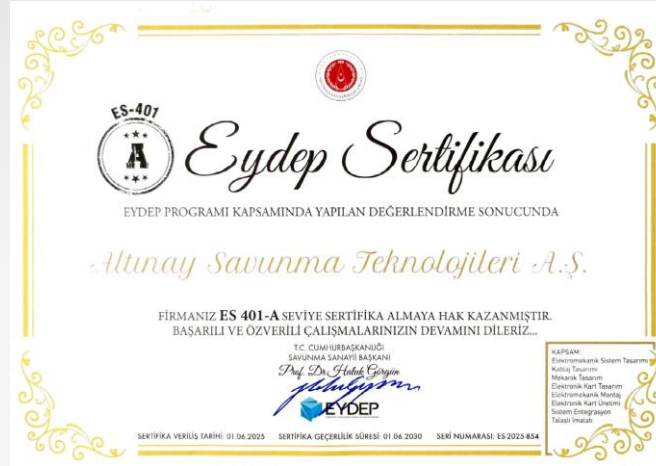 ES-401
A
Eydep Sertifikası
EYDEP PROGRAMI KAPSAMINDA YAPILAN DEĞERLENDİRME SONUCUNDA
Altınay Savunma Teknolojileri A.Ş.
FİRMANIZ ES 401-A SEVİYE SERTİFİKA ALMAYA HAK KAZANMIŞTIR.
BAŞARILI VE ÖZVERİLİ ÇALIŞMALARINIZIN DEVAMINI DİLERİZ...
T.C. CUMHURBAŞKANLIĞI
SAVUNMA SANAYİİ BAŞKANI
Prof. Dr. Haluk Görgün
EYDEP
KAPSAM:
Elektromekanik Sistem Tasarımı
Kablaj Tasarımı
Mekanik Tasarım
Elektronik Kart Tasarım
Elektromekanik Montaj
Elektronik Kart Üretimi
Sistem Entegrasyon
Talaşlı İmalatı
SERTİFİKA VERİLİŞ TARİHİ: 01.06.2025 SERTİFİKA GEÇERLİLİK SÜRESİ: 01.06.2030 SERİ NUMARASI: ES-2025-854